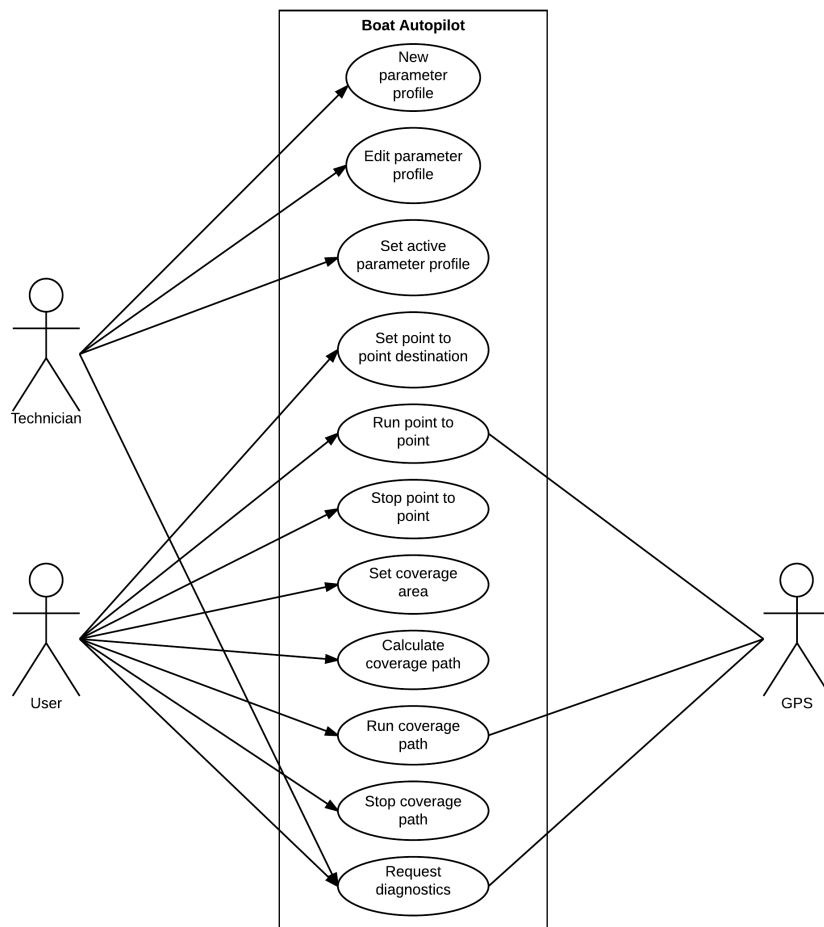 Boat Autopilot
New
parameter
profile
Edit parameter
profile
Set active
parameter profile
Set point to
point destination
Technician
Run point to
point
Stop point to
point
Set coverage
area
Calculate
coverage path
User
GPS
Run coverage
path
Stop coverage
path
Request
diagnostics